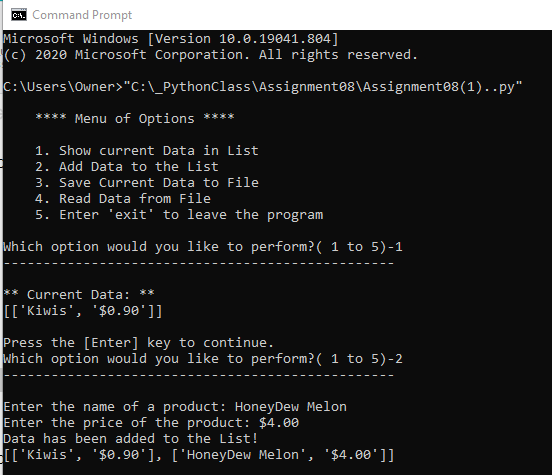 Command Prompt
Microsoft Windows [Version 10.0.19041.804]
(c) 2020 Microsoft Corporation. All rights reserved.
C:\Users\Owner>"C:\_PythonClass\Assignment08\Assignment08(1)..py"
**** Menu of Options ****
1. Show current Data in List
2. Add Data to the List
3. Save Current Data to File
4. Read Data from File
5. Enter 'exit' to leave the program
Which option would you like to perform?( 1 to 5)-1
-------------------------------------------------
** Current Data: **
[['Kiwis', '$0.90']]
Press the [Enter] key to continue.
Which option would you like to perform?( 1 to 5)-2
-------------------------------------------------
Enter the name of a product: HoneyDew Melon
Enter the price of the product: $4.00
Data has been added to the List!
[['Kiwis', '$0.90'], ['HoneyDew Melon', '$4.00']]